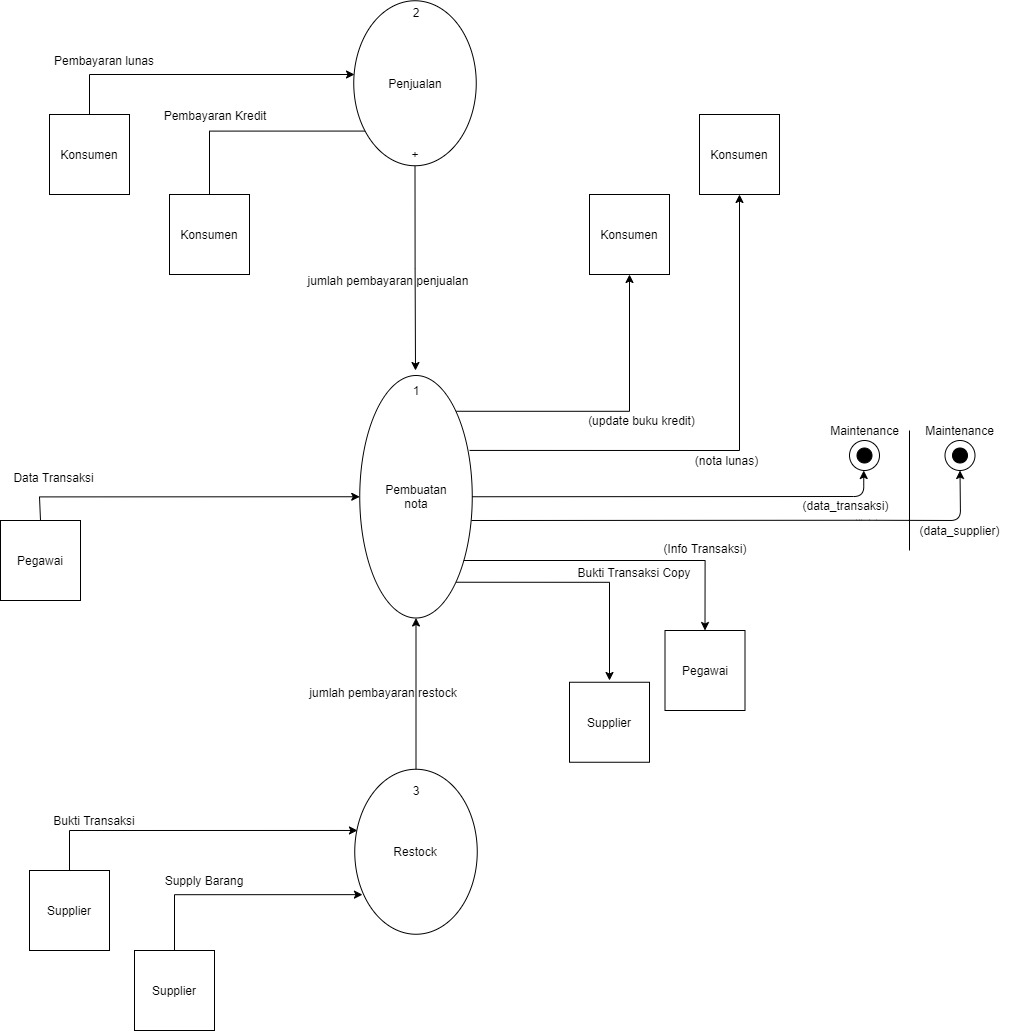 2
Penjualan
+
Pembayaran lunas
Konsumen
Pembayaran Kredit
Konsumen
jumlah pembayaran penjualan
Konsumen
Konsumen
1
Pembuatan
nota
(update buku kredit)
(nota lunas)
Maintenance
Maintenance
(data_transaksi)
(data_supplier)
Data Transaksi
Pegawai
(Info Transaksi)
Bukti Transaksi Copy
Pegawai
Supplier
jumlah pembayaran restock
3
Restock
Bukti Transaksi
Supplier
Supply Barang
Supplier